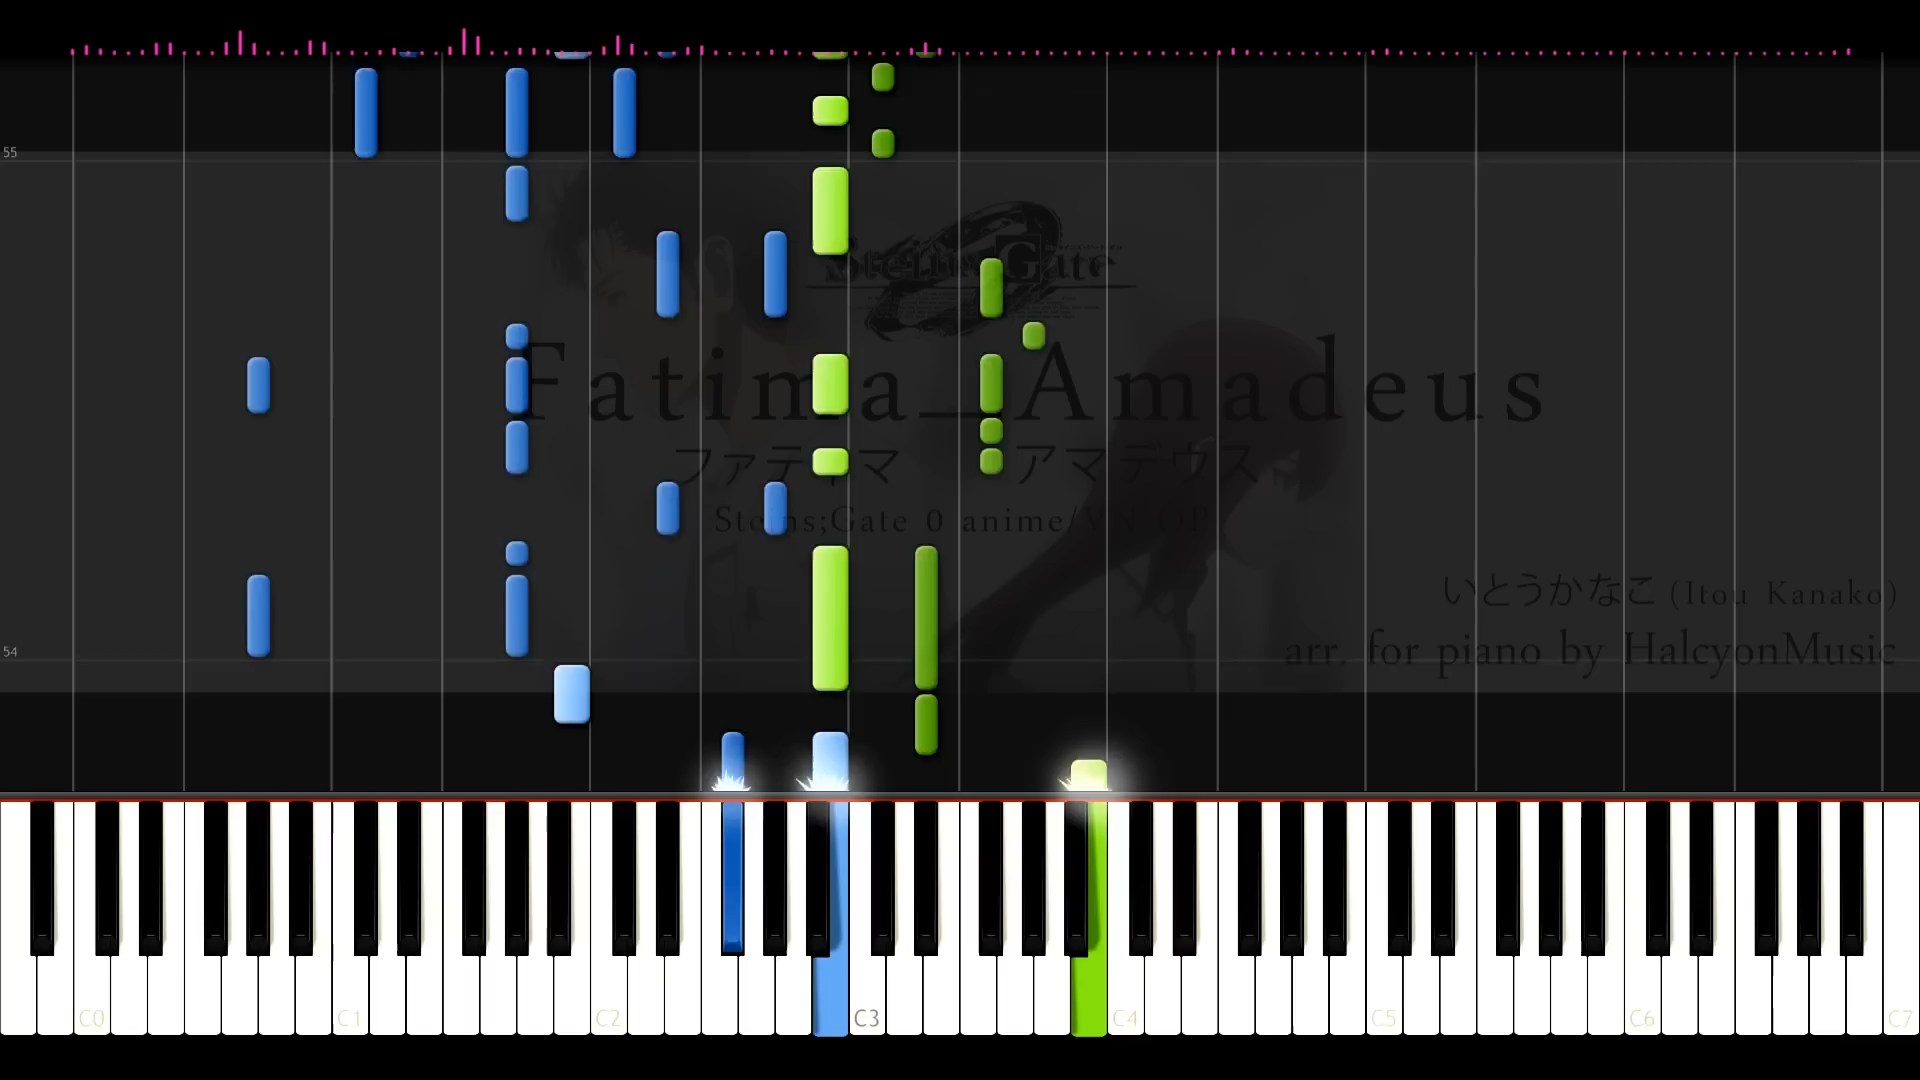 55
Steins;Gate
Fatima_Amadeus
ファティマ アマデウス
Steins;Gate 0 anime/VN OP
いとうかなこ (Itou Kanako)
54
arr. for piano by HalcyonMusic
C0 C1 C2 C3 C4 C5 C6 C7